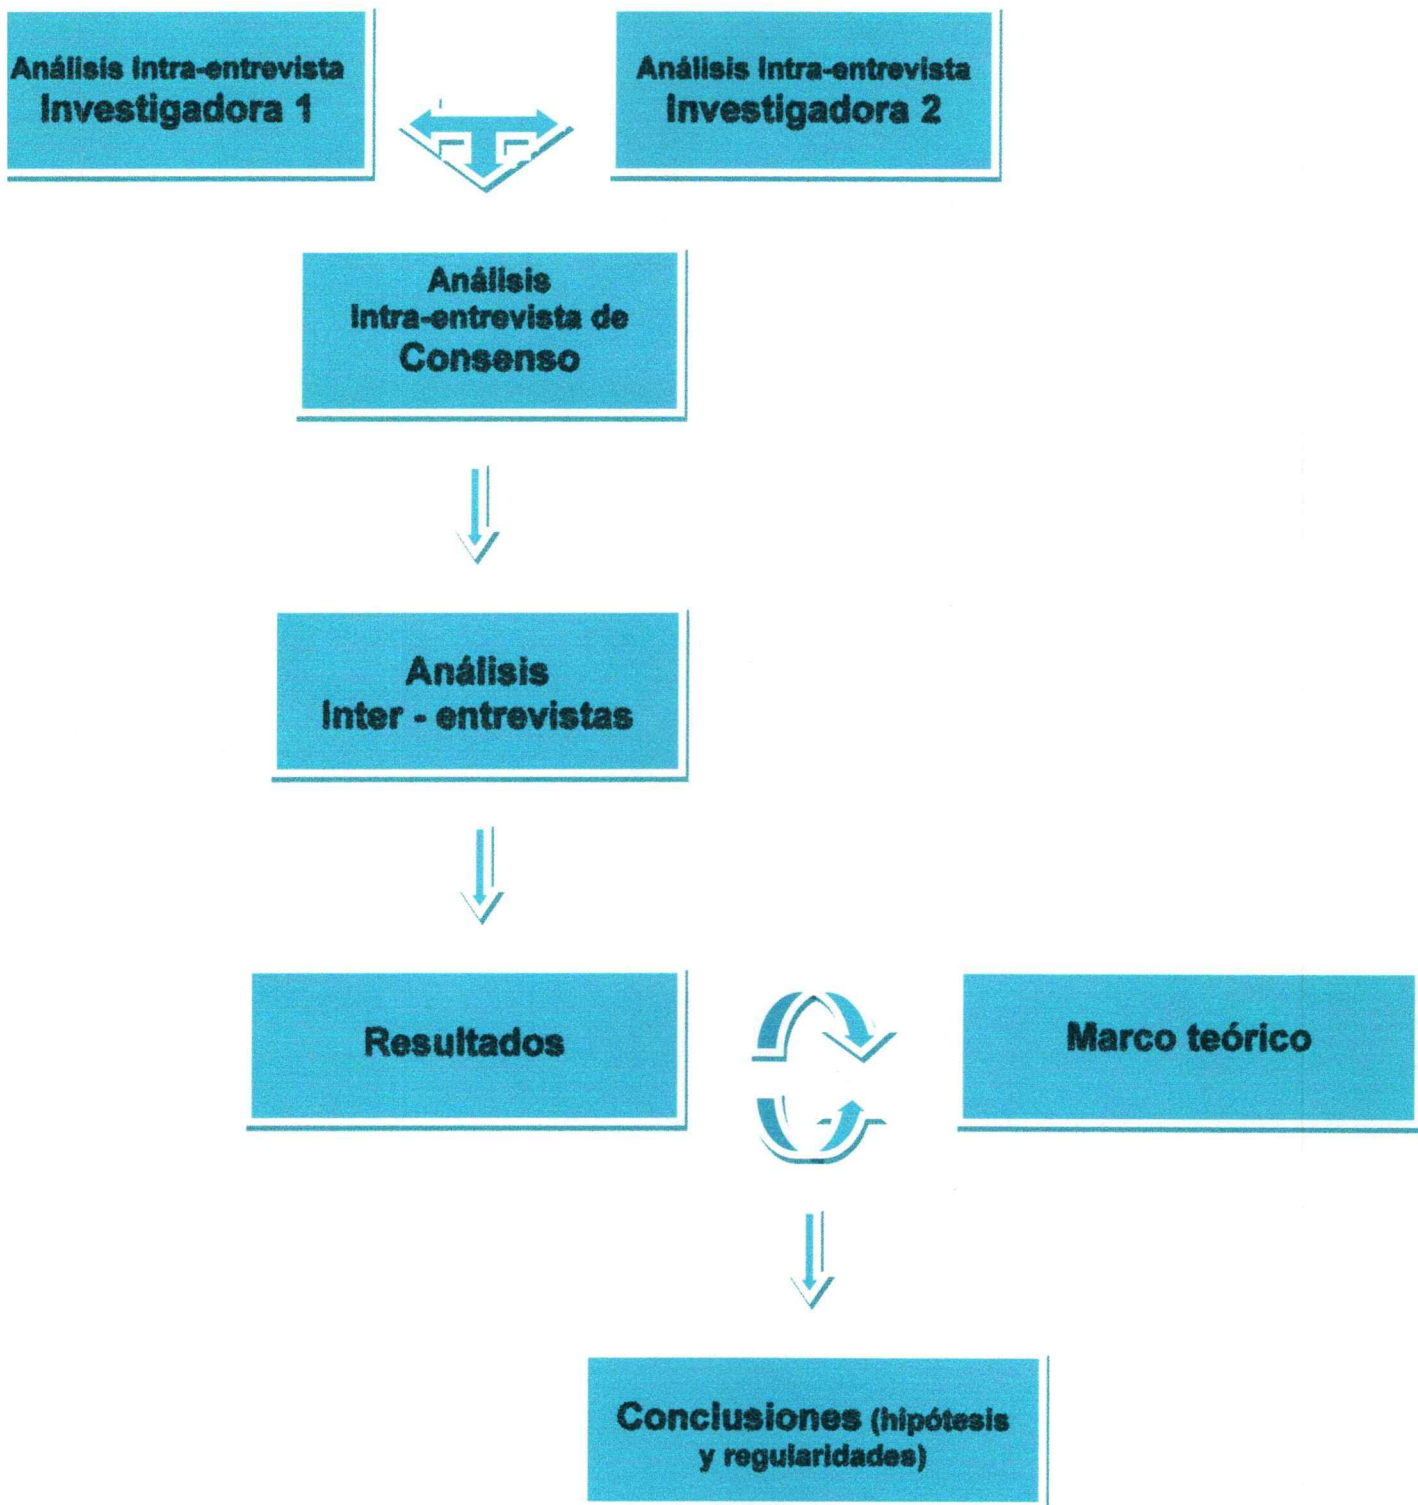 Análisis Intra-entrevista
Investigadora 1
Análisis Intra-entrevista
Investigadora 2
Análisis
Intra-entrevista de
Consenso
Análisis
Inter - entrevistas
Resultados
Marco teórico
Conclusiones (hipótesis
y regularidades)